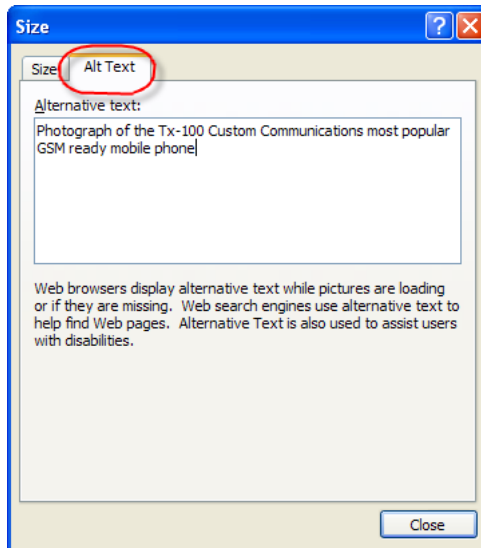 Size
Size Alt Text
Alternative text:
Photograph of the Tx-100 Custom Communications most popular
GSM ready mobile phone
Web browsers display alternative text while pictures are loading
or if they are missing. Web search engines use alternative text to
help find Web pages. Alternative Text is also used to assist users
with disabilities.
Close